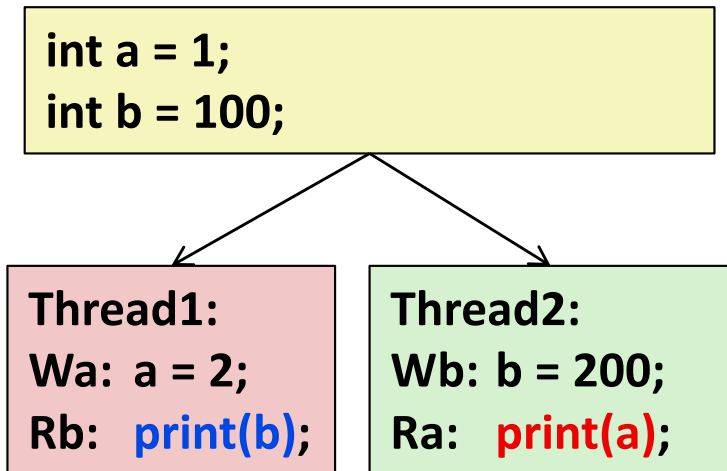 int a = 1;
int b = 100;
Thread1:
Wa: a = 2;
Rb: print(b);
Thread2:
Wb: b = 200;
Ra: print(a);